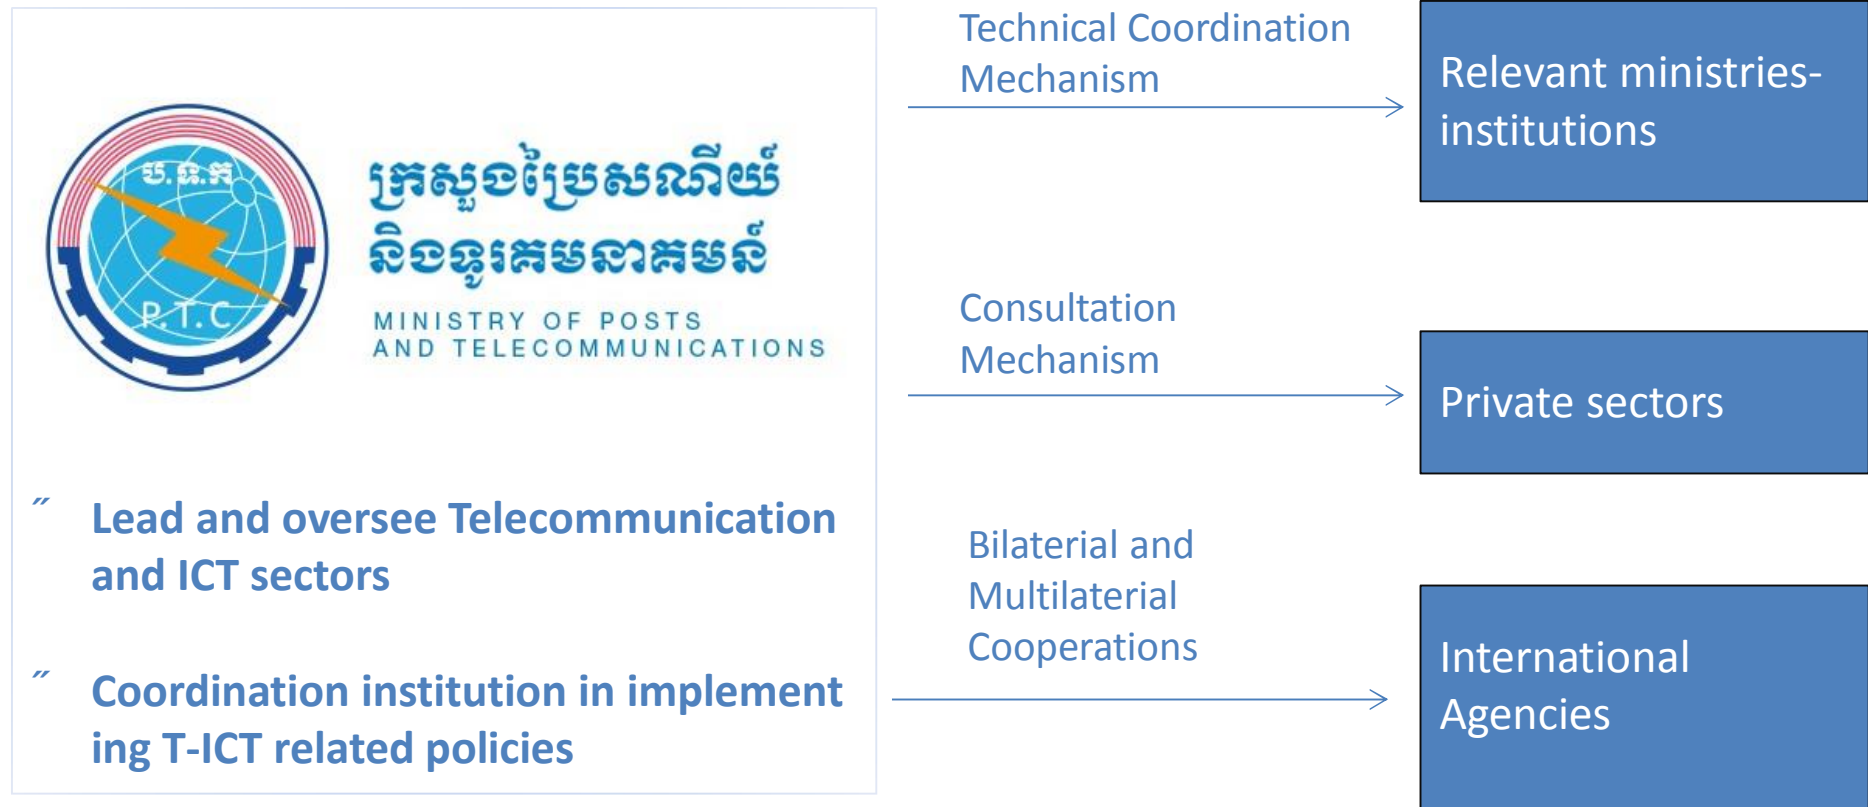 ប.ទ.ក
P.T.C
ក្រសួងប្រៃសណីយ៍
និងទូរគមនាគមន៍
MINISTRY OF POSTS
AND TELECOMMUNICATIONS
˝ Lead and oversee Telecommunication
and ICT sectors
˝ Coordination institution in implement
ing T-ICT related policies
Technical Coordination
Mechanism
Relevant ministries-
institutions
Consultation
Mechanism
Private sectors
Bilaterial and
Multilaterial
Cooperations
International
Agencies